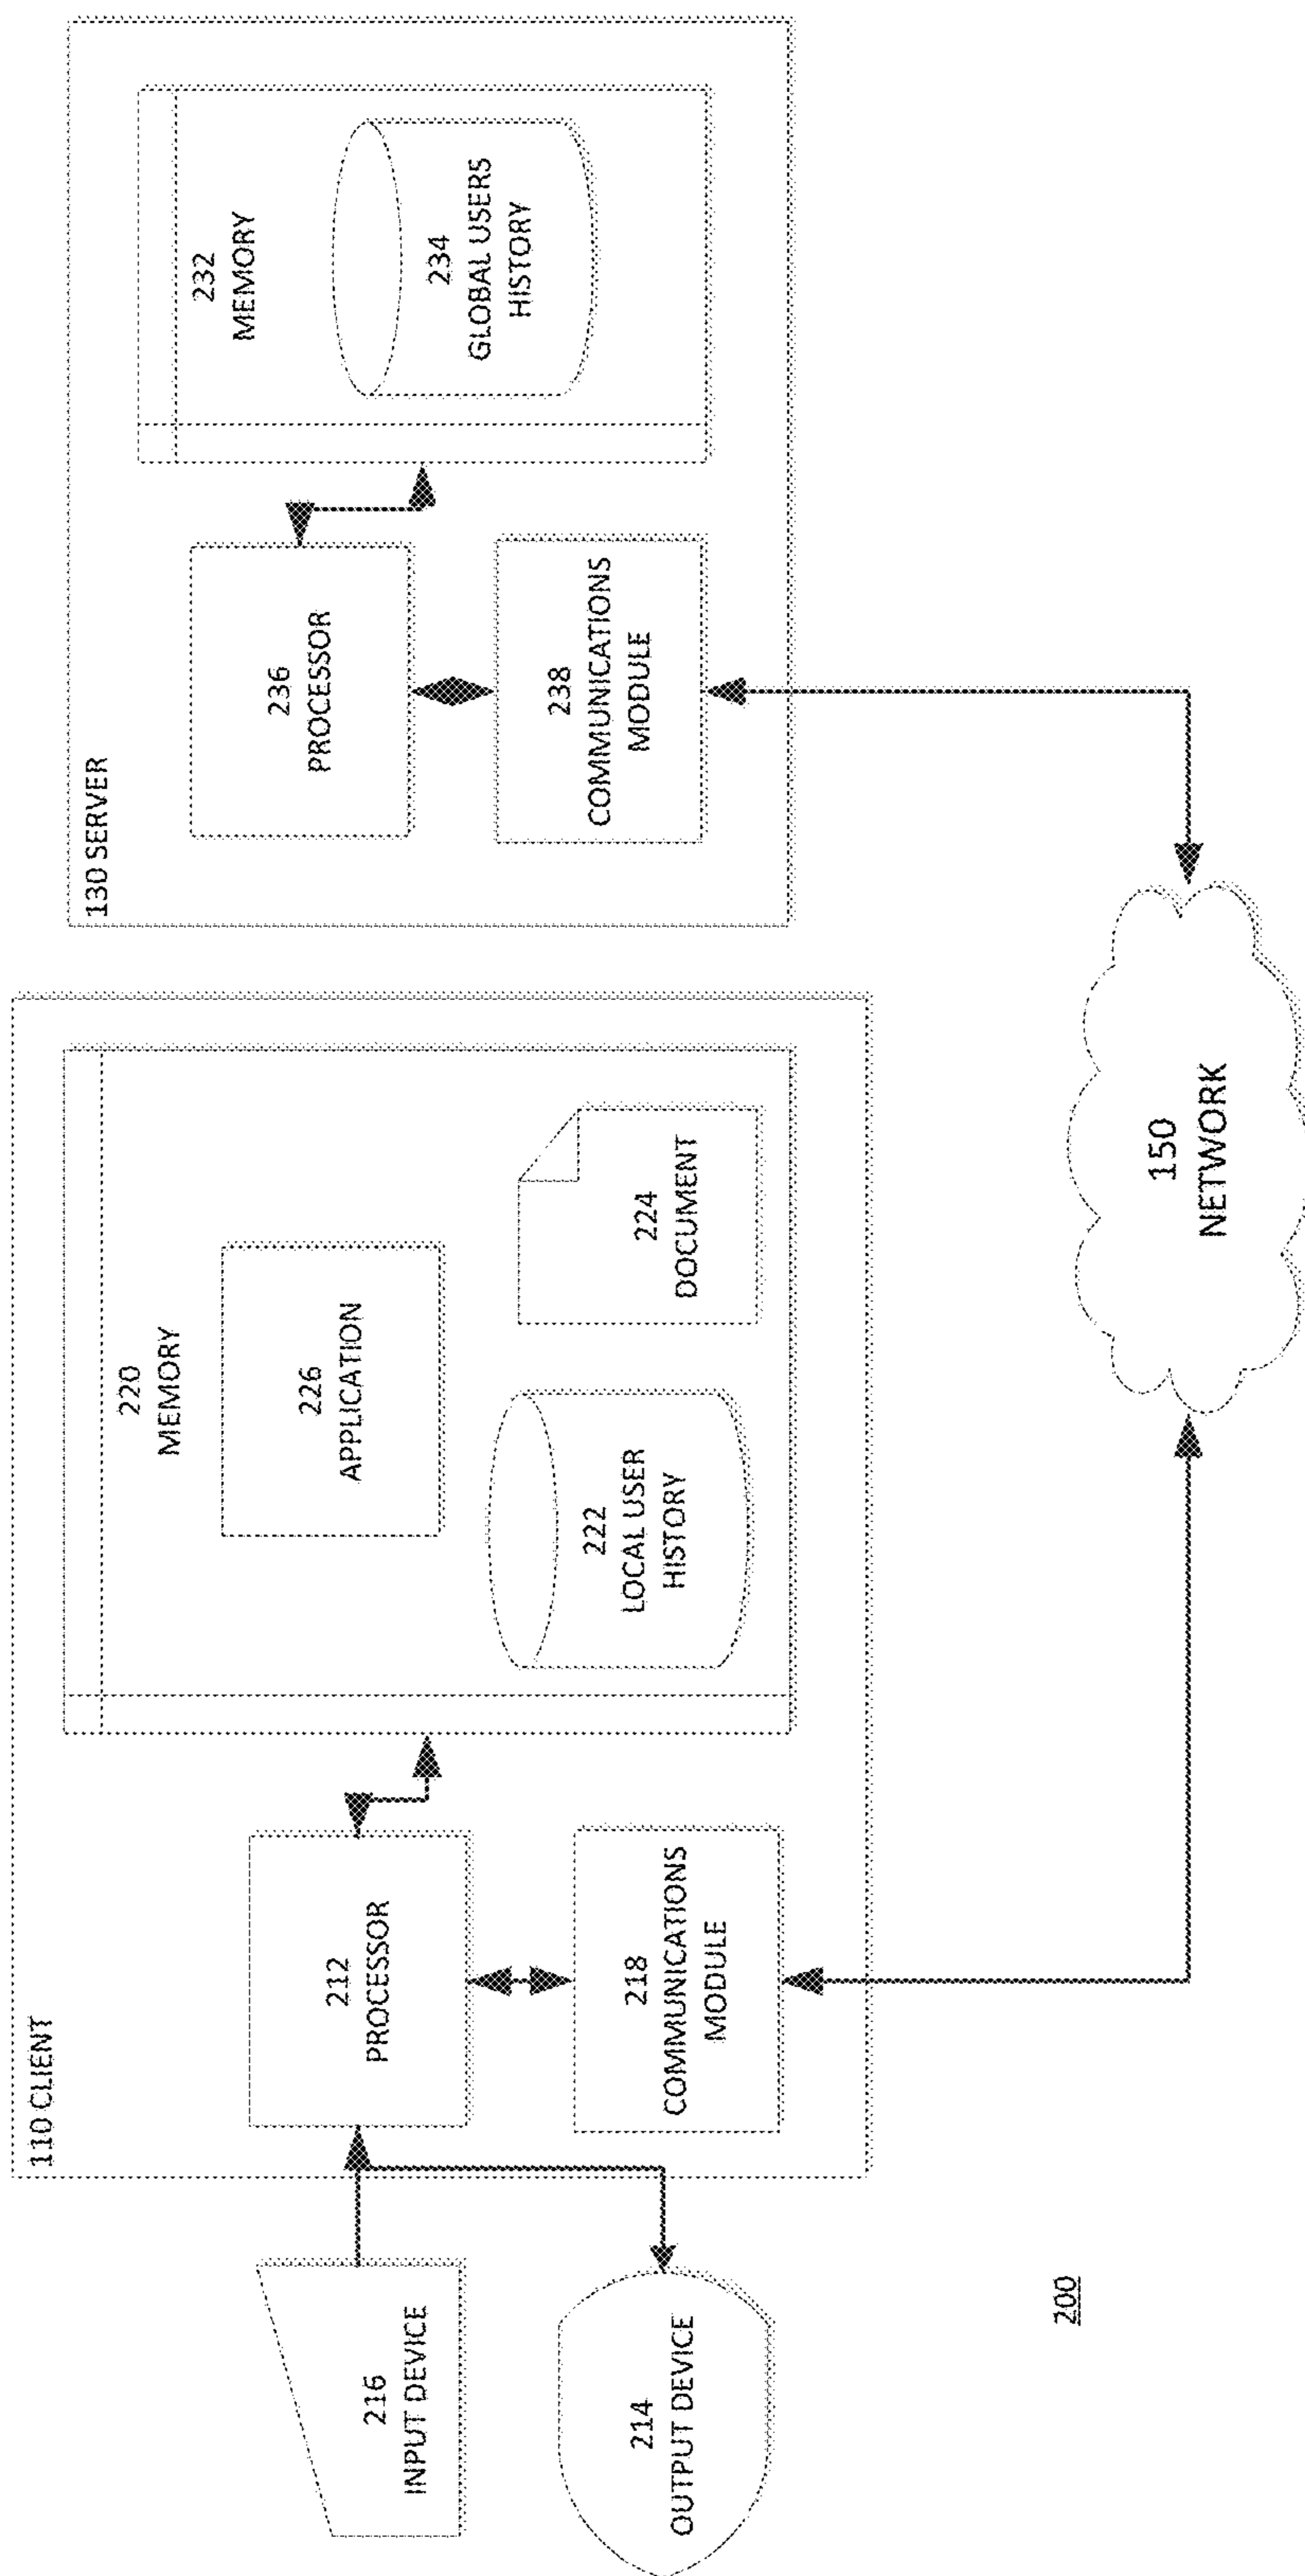 110 CLIENT
216
INPUT DEVICE
214
OUTPUT DEVICE
212
PROCESSOR
218
COMMUNICATIONS
MODULE
220
MEMORY
226
APPLICATION
222
LOCAL USER
HISTORY
224
DOCUMENT
130 SERVER
236
PROCESSOR
238
COMMUNICATIONS
MODULE
232
MEMORY
234
GLOBAL USERS
HISTORY
150
NETWORK
200